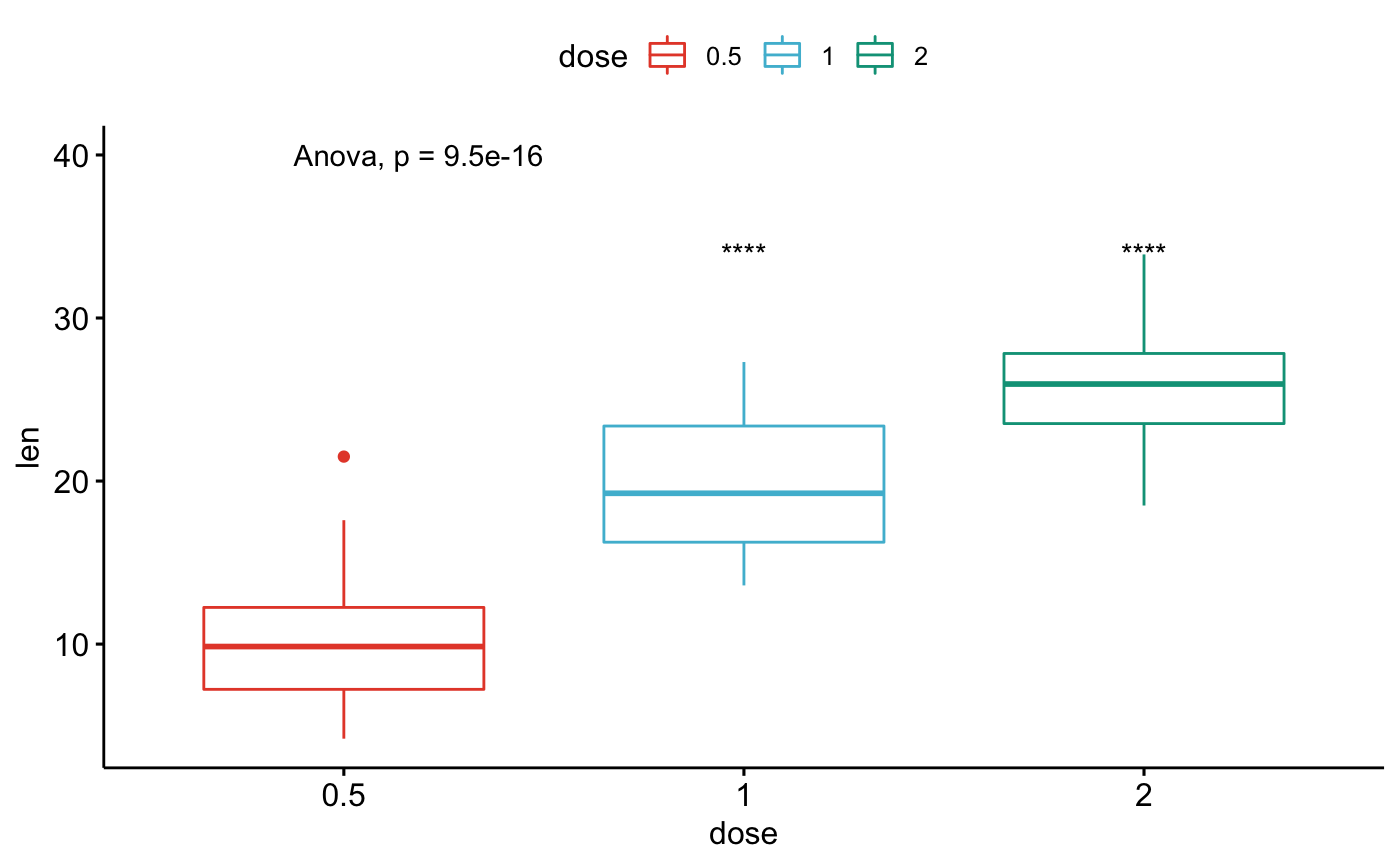 dose 0.5 1 2
40
Anova, p = 9.5e-16
**** ****
30
len
20
10
0.5 1 2
dose